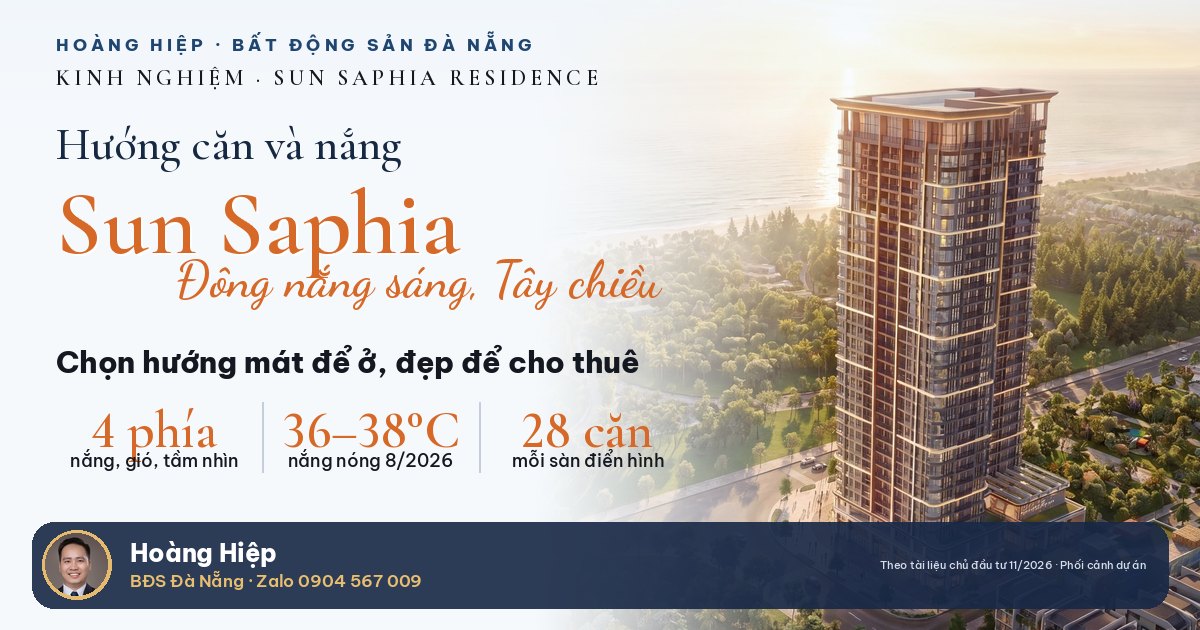 HOÀNG HIỆP · BẤT ĐỘNG SẢN ĐÀ NẴNG
KINH NGHIỆM · SUN SAPHIA RESIDENCE
Hướng căn và nắng
Sun Saphia
Đông nắng sáng, Tây chiều
Chọn hướng mát để ở, đẹp để cho thuê
4 phía
nắng, gió, tầm nhìn
36–38°C
nắng nóng 8/2026
28 căn
mỗi sàn điển hình
Hoàng Hiệp
BĐS Đà Nẵng · Zalo 0904 567 009
Theo tài liệu chủ đầu tư 11/2026 · Phối cảnh dự án